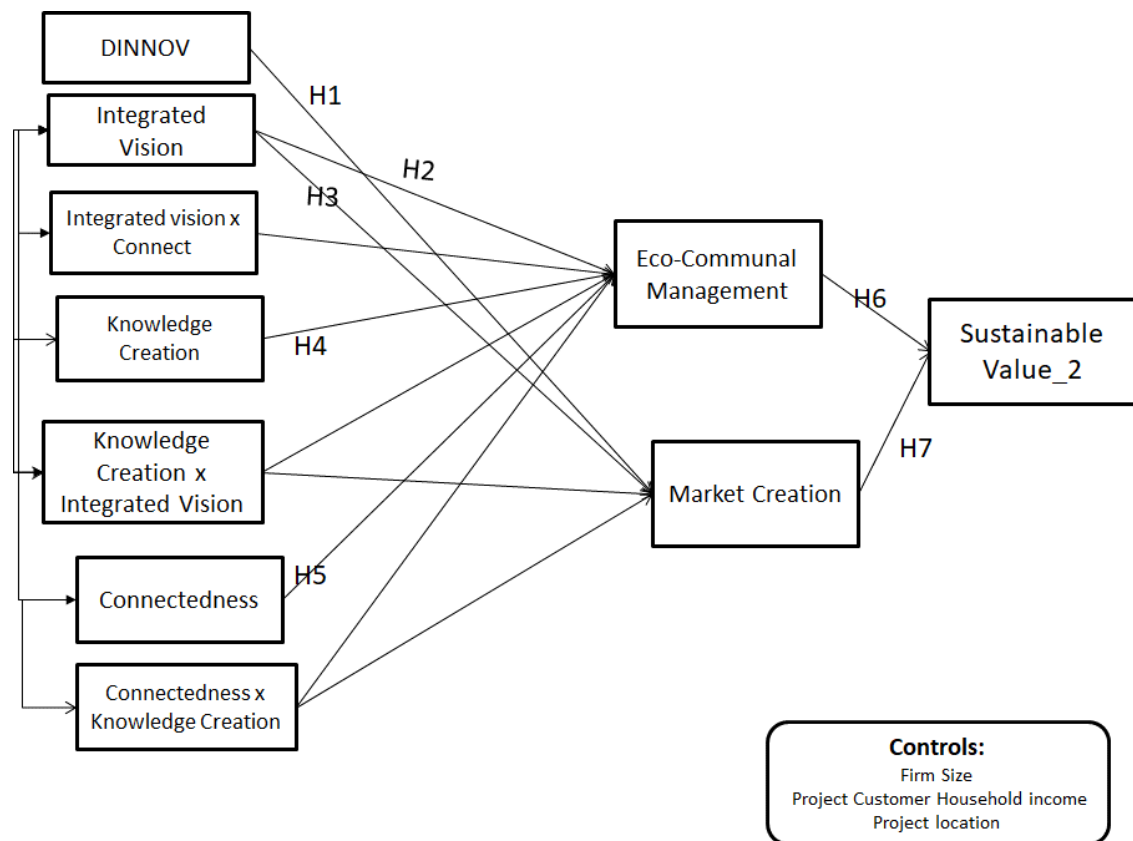 DINNOV
H1
Integrated
Vision
H2
H3
Integrated vision x
Connect
Eco-Communal
Management
H6
Knowledge
Creation
H4
Sustainable
Value_2
Knowledge
Creation x
Integrated Vision
H7
Market Creation
H5
Connectedness
Connectedness x
Knowledge Creation
Controls:
Firm Size
Project Customer Household income
Project location